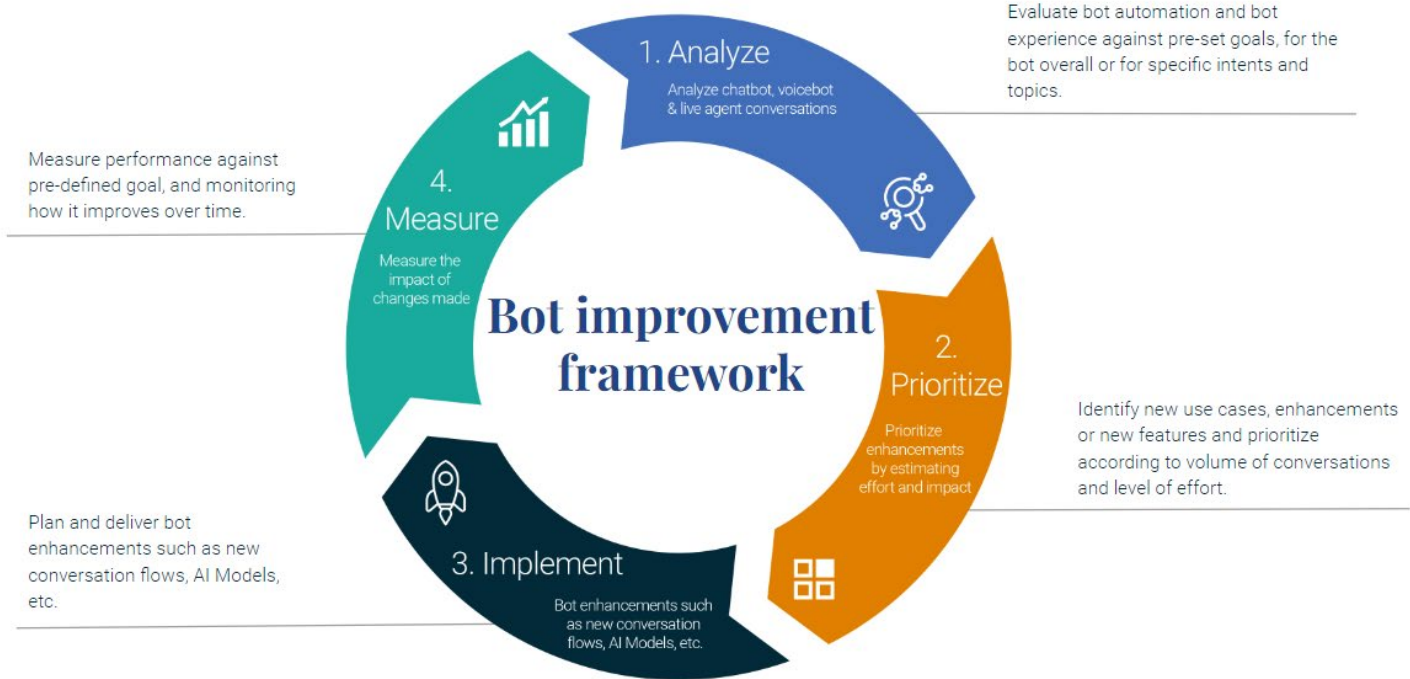 Evaluate bot automation and bot
experience against pre-set goals, for the
bot overall or for specific intents and
topics.
1. Analyze
Analyze chatbot, voicebot
& live agent conversations
Measure performance against
pre-defined goal, and monitoring
how it improves over time.
4.
Measure
Measure the
impact of
changes made
Bot improvement
framework
2.
Prioritize
Prioritize
enhancements
by estimating
effort and impact
Identify new use cases, enhancements
or new features and prioritize
according to volume of conversations
and level of effort.
Plan and deliver bot
enhancements such as new
conversation flows, AI Models,
etc.
3. Implement
Bot enhancements such
as new conversation
flows, AI Models, etc.